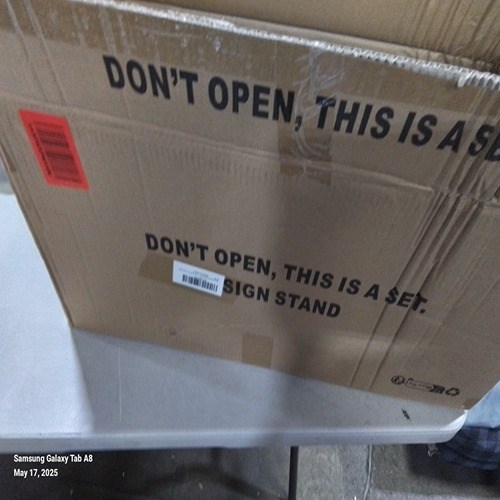 DON'T OPEN, THIS IS A SE
DON'T OPEN, THIS IS A SET.
SIGN STAND
Samsung Galaxy Tab A8
May 17, 2025